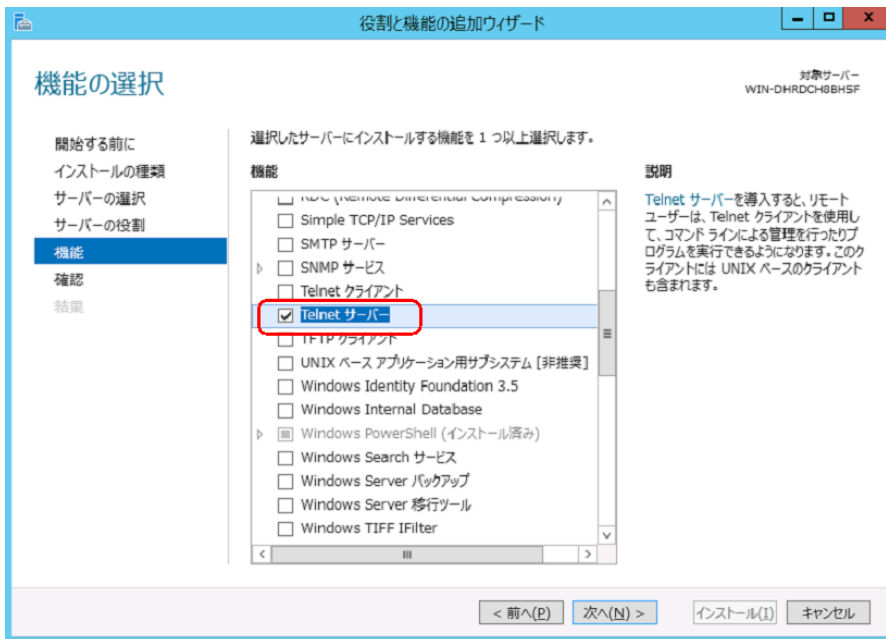 役割と機能の追加ウィザード
機能の選択
対象サーバー
WIN-DHRDCH8BHSF
開始する前に
インストールの種類
サーバーの選択
サーバーの役割
機能
確認
結果
選択したサーバーにインストールする機能を 1 つ以上選択します。
機能
RDC (Remote Differential Compression)
Simple TCP/IP Services
SMTP サーバー
SNMP サービス
Telnet クライアント
Telnet サーバー
TFTP クライアント
UNIX ベース アプリケーション用サブシステム [非推奨]
Windows Identity Foundation 3.5
Windows Internal Database
Windows PowerShell (インストール済み)
Windows Search サービス
Windows Server バックアップ
Windows Server 移行ツール
Windows TIFF IFilter
説明
Telnet サーバーを導入すると、リモート
ユーザーは、Telnet クライアントを使用し
て、コマンド ラインによる管理を行ったりプ
ログラムを実行できるようになります。このク
ライアントには UNIX ベースのクライアント
も含まれます。
< 前へ(P)
次へ(N) >
インストール(I)
キャンセル